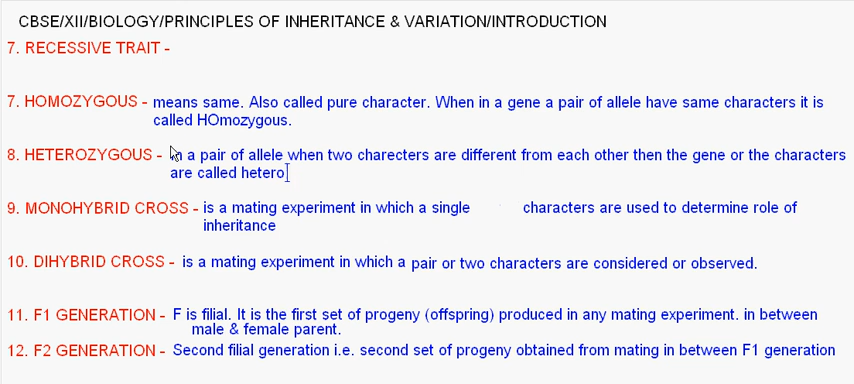 CBSE/XII/BIOLOGY/PRINCIPLES OF INHERITANCE & VARIATION/INTRODUCTION
7. RECESSIVE TRAIT -
7. HOMOZYGOUS - means same. Also called pure character. When in a gene a pair of allele have same characters it is
called HOmozygous.
8. HETEROZYGOUS - In a pair of allele when two charecters are different from each other then the gene or the characters
are called hetero
9. MONOHYBRID CROSS - is a mating experiment in which a single characters are used to determine role of
inheritance
10. DIHYBRID CROSS - is a mating experiment in which a pair or two characters are considered or observed.
11. F1 GENERATION - F is filial. It is the first set of progeny (offspring) produced in any mating experiment. in between
male & female parent.
12. F2 GENERATION - Second filial generation i.e. second set of progeny obtained from mating in between F1 generation